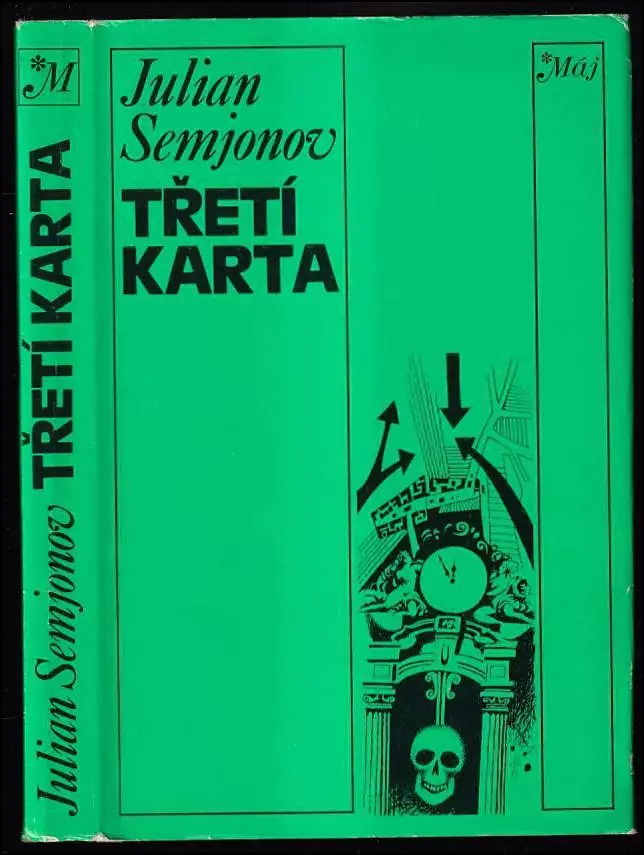 *M
TŘETÍ KARTA
Julian Semjonov
Julian
Semjonov
TŘETÍ
KARTA
*Máj